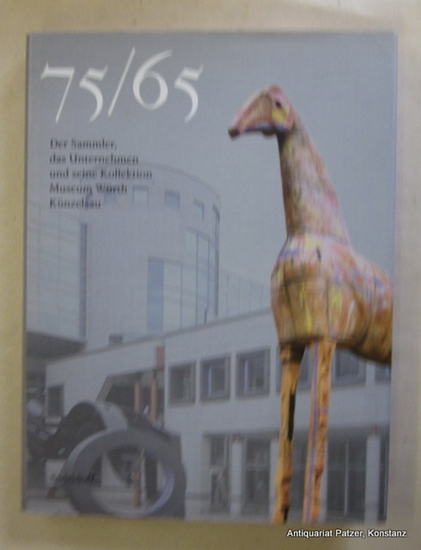 75/65
Der Sammler,
das Unternehmen
und seine Kollektion
Museum Würth
Künzelsau
Antiquariat Patzer, Konstanz